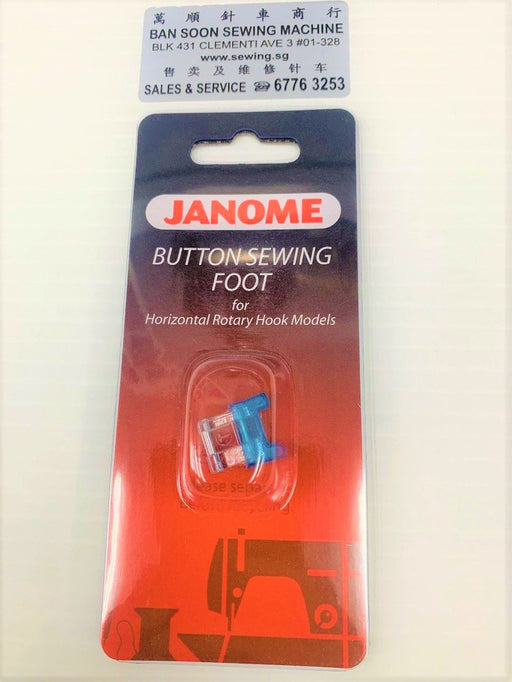 萬順針車商行
BAN SOON SEWING MACHINE
BLK 431 CLEMENTI AVE 3 #01-328
www.sewing.sg
售卖及维修针车
SALES & SERVICE ☎ 6776 3253
JANOME
BUTTON SEWING
FOOT
for
Horizontal Rotary Hook Models
before recycling